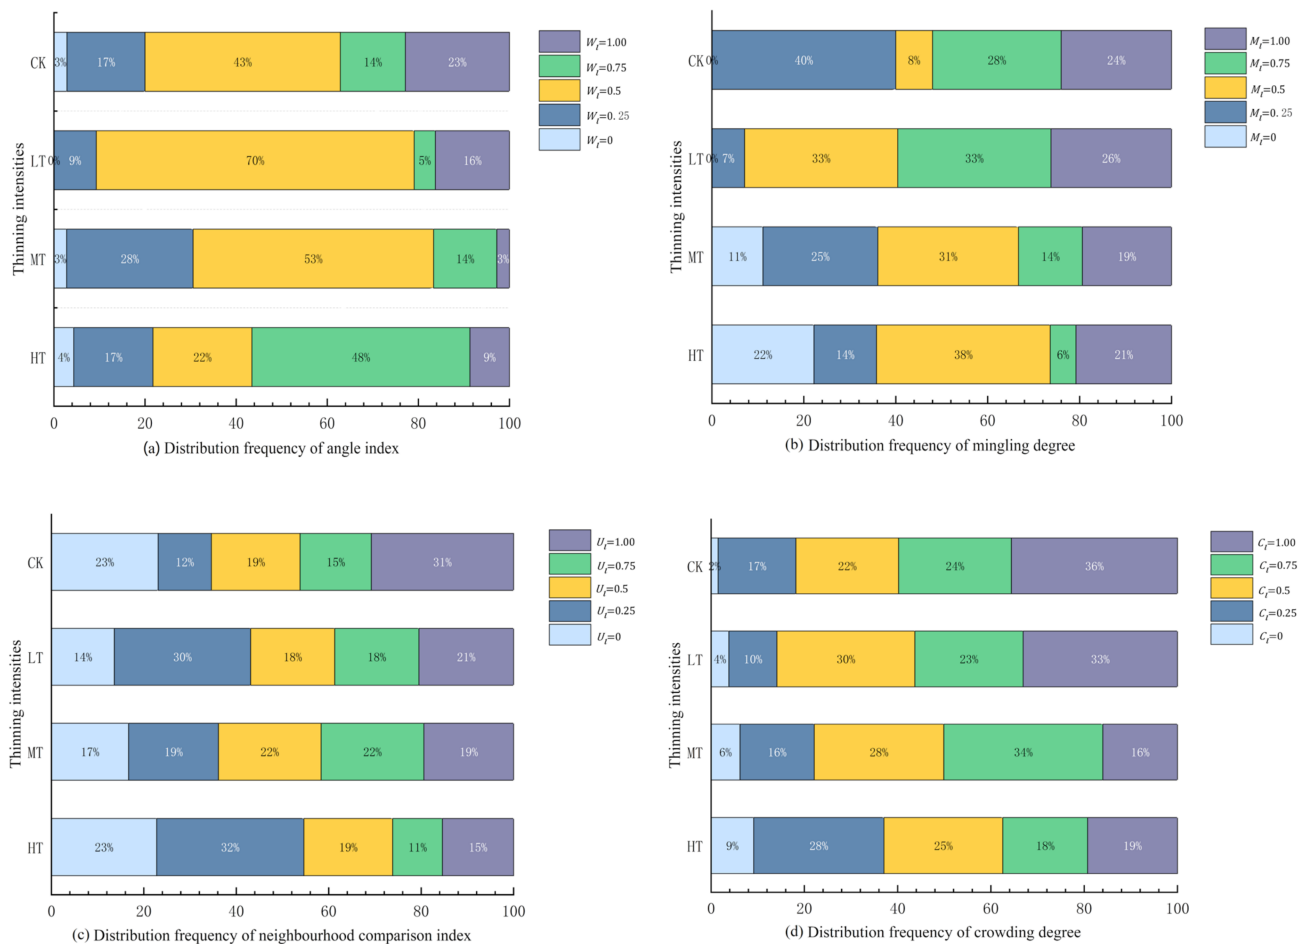 CK 3% 17% 43% 14% 23%
LT 0% 9% 70% 5% 16%
MT 3% 28% 53% 14% 3%
HT 4% 17% 22% 48% 9%
0 20 40 60 80 100
Thinning intensities
(a) Distribution frequency of angle index
Wi=1.00
Wi=0.75
Wi=0.5
Wi=0.25
Wi=0
CK 0% 40% 8% 28% 24%
LT 0% 7% 33% 33% 26%
MT 11% 25% 31% 14% 19%
HT 22% 14% 38% 6% 21%
0 20 40 60 80 100
Thinning intensities
(b) Distribution frequency of mingling degree
Mi=1.00
Mi=0.75
Mi=0.5
Mi=0.25
Mi=0
CK 23% 12% 19% 15% 31%
LT 14% 30% 18% 18% 21%
MT 17% 19% 22% 22% 19%
HT 23% 32% 19% 11% 15%
0 20 40 60 80 100
Thinning intensities
(c) Distribution frequency of neighbourhood comparison index
Ui=1.00
Ui=0.75
Ui=0.5
Ui=0.25
Ui=0
CK 2% 17% 22% 24% 36%
LT 4% 10% 30% 23% 33%
MT 6% 16% 28% 34% 16%
HT 9% 28% 25% 18% 19%
0 20 40 60 80 100
Thinning intensities
(d) Distribution frequency of crowding degree
Ci=1.00
Ci=0.75
Ci=0.5
Ci=0.25
Ci=0